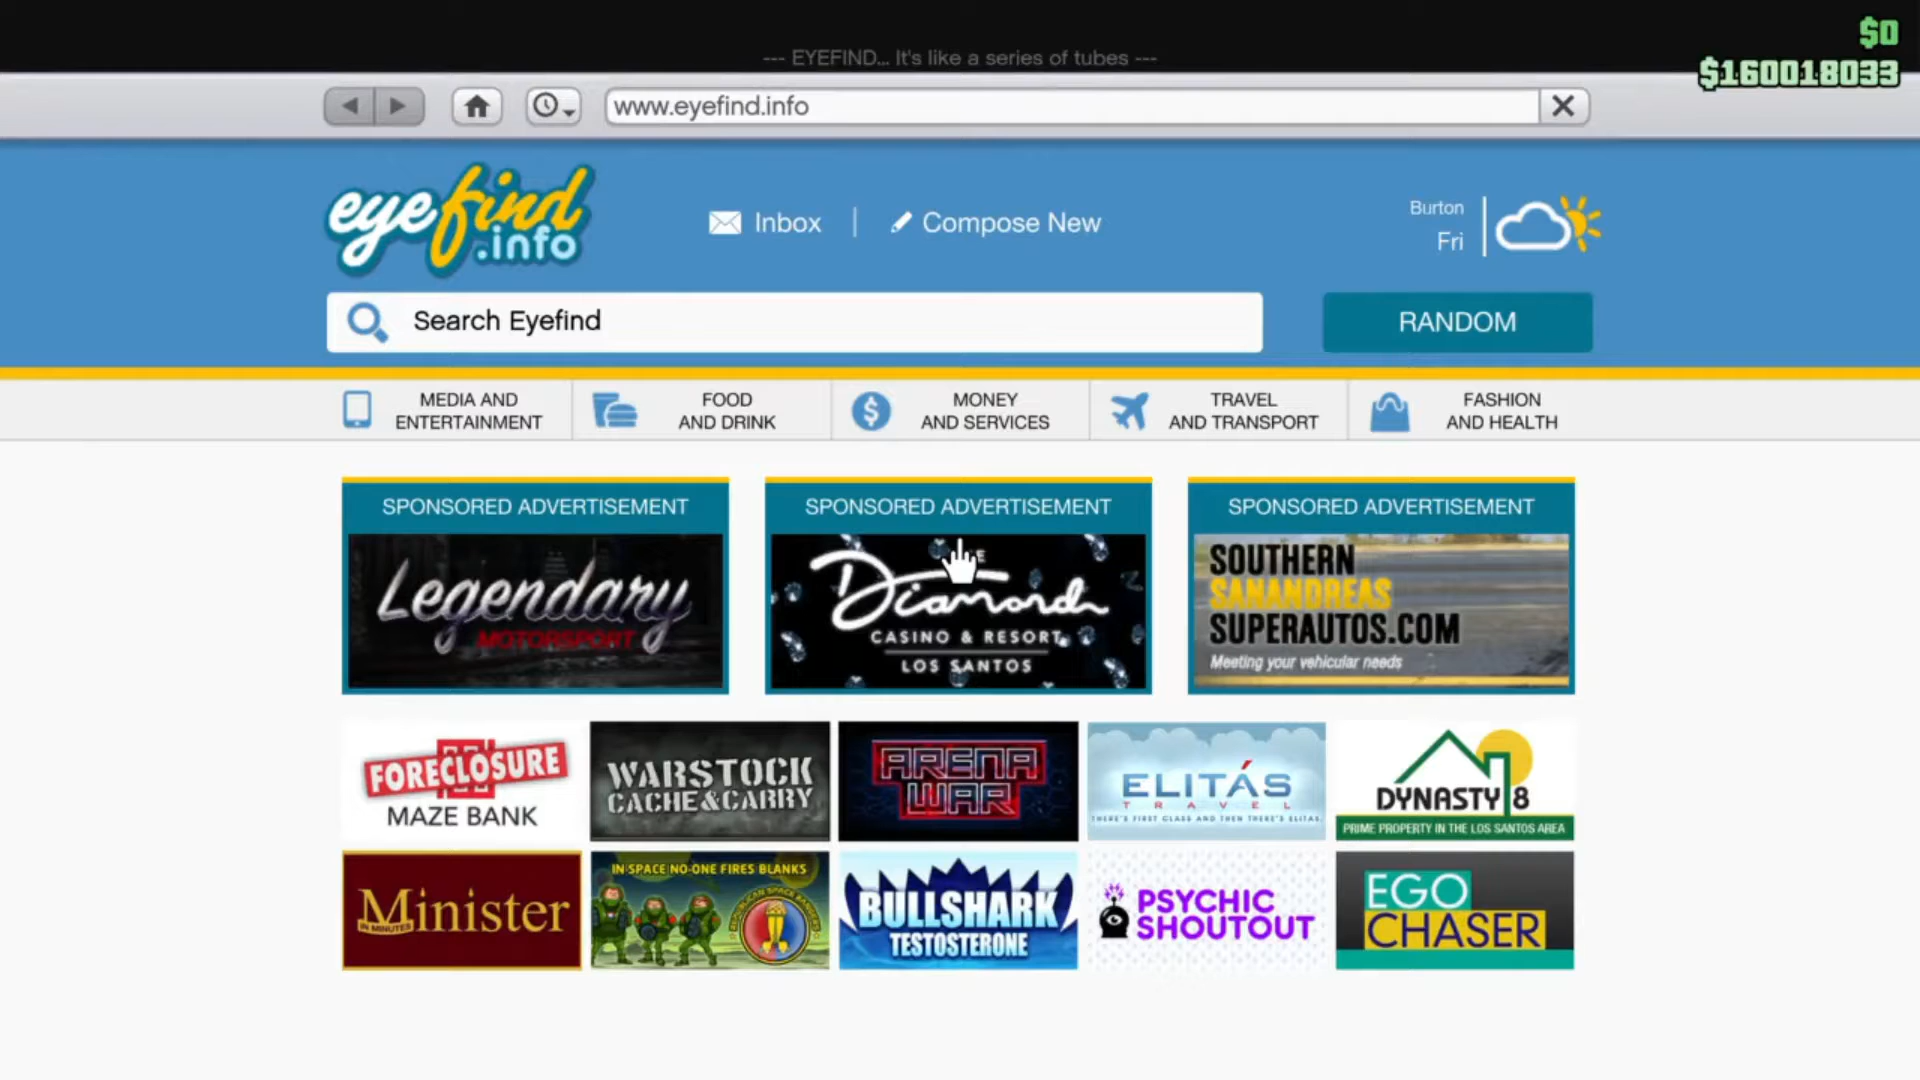 $0
--- EYEFIND... It's like a series of tubes ---
$160018033
www.eyefind.info
eyefind
.info
Inbox
Compose New
Burton
Fri
Search Eyefind
RANDOM
MEDIA AND
ENTERTAINMENT
FOOD
AND DRINK
MONEY
AND SERVICES
TRAVEL
AND TRANSPORT
FASHION
AND HEALTH
SPONSORED ADVERTISEMENT
Legendary
MOTORSPORT
SPONSORED ADVERTISEMENT
Diamond
CASINO & RESORT
LOS SANTOS
SPONSORED ADVERTISEMENT
SOUTHERN
SANANDREAS
SUPERAUTOS.COM
Meeting your vehicular needs
FORECLOSURE
MAZE BANK
WARSTOCK
CACHE&CARRY
ARENA
WAR
ELITÁS
TRAVEL
THERE'S FIRST CLASS AND THEN THERE'S ELITAS.
DYNASTY 8
PRIME PROPERTY IN THE LOS SANTOS AREA
Minister
IN MINUTES
IN SPACE NO-ONE FIRES BLANKS
REPUBLICAN SPACE RANGERS
BULLSHARK
TESTOSTERONE
PSYCHIC
SHOUTOUT
EGO
CHASER